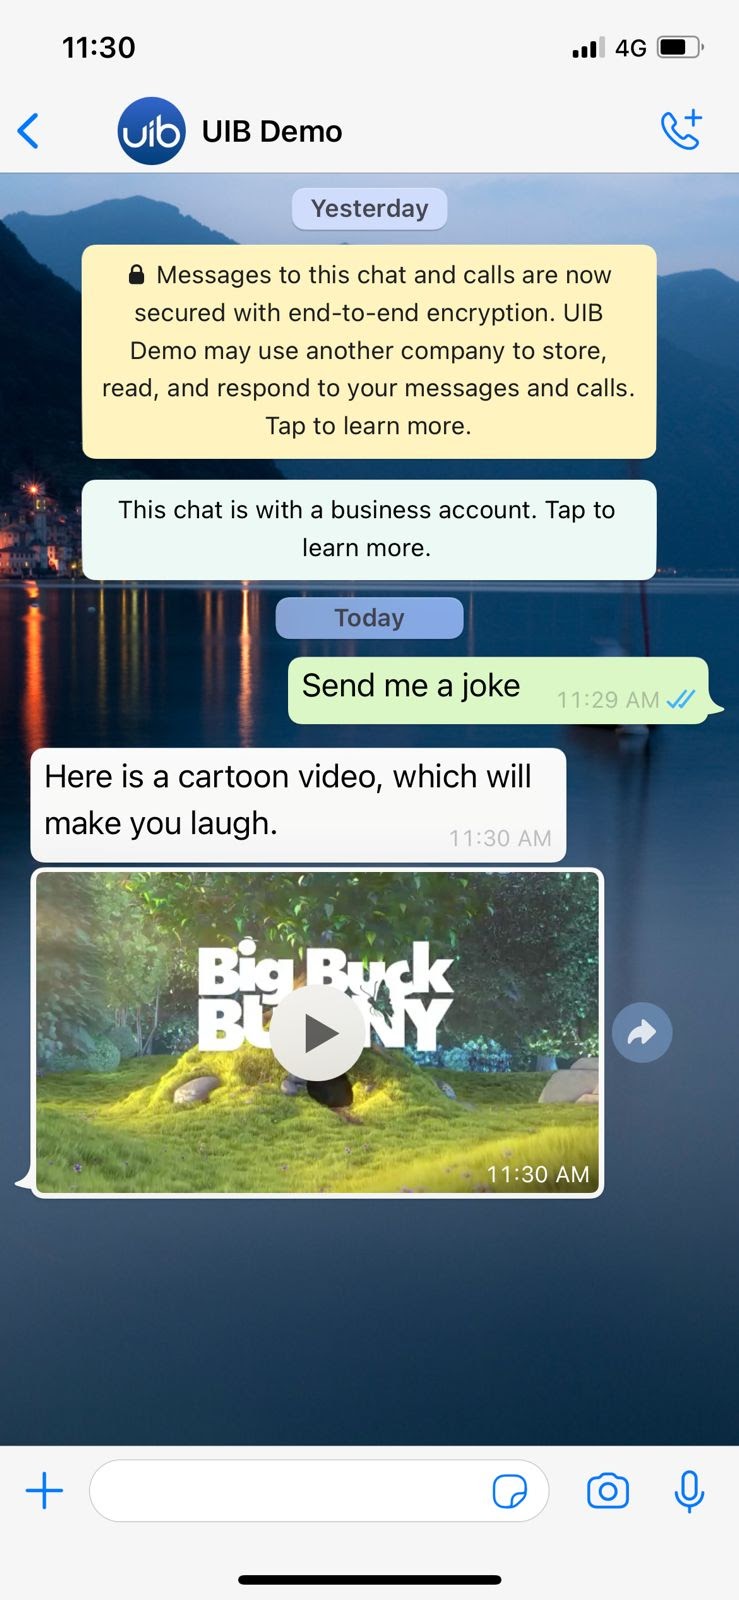 11:30
4G
uib
UIB Demo
Yesterday
Messages to this chat and calls are now
secured with end-to-end encryption. UIB
Demo may use another company to store,
read, and respond to your messages and calls.
Tap to learn more.
This chat is with a business account. Tap to
learn more.
Today
Send me a joke
11:29 AM
Here is a cartoon video, which will
make you laugh.
11:30 AM
Big Buck
BUNNY
11:30 AM